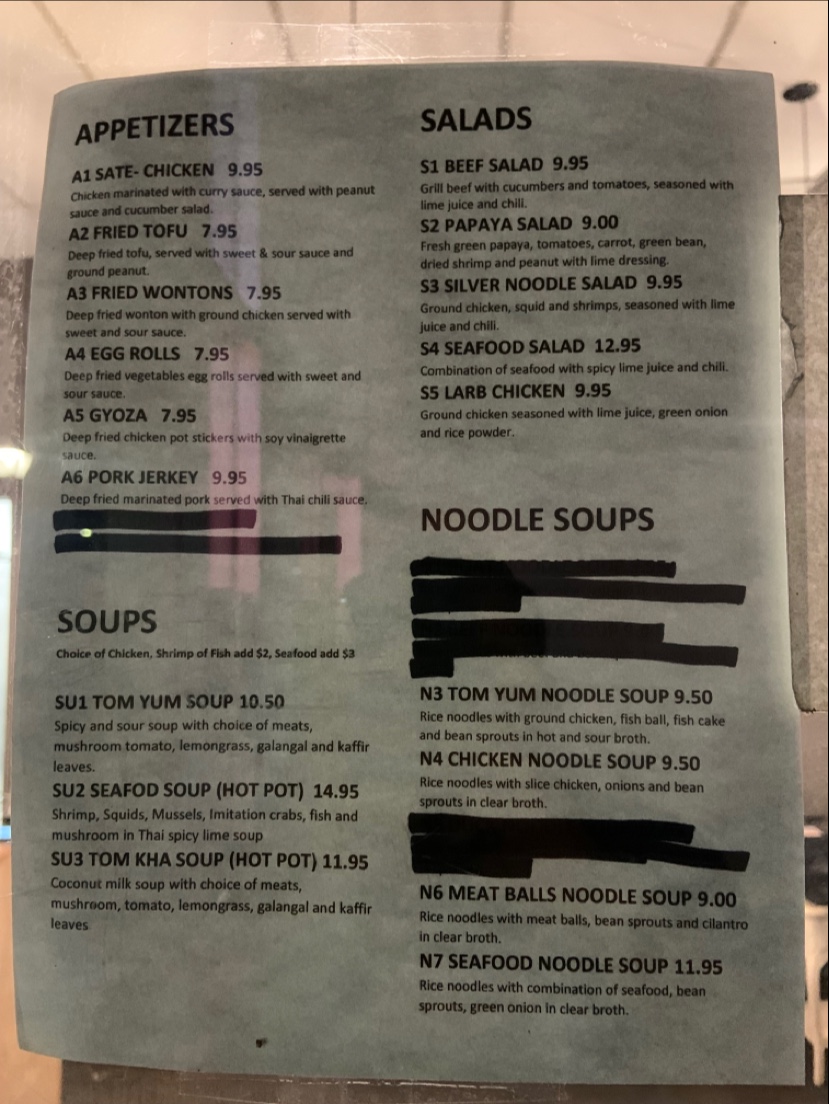 APPETIZERS
A1 SATE- CHICKEN 9.95
Chicken marinated with curry sauce, served with peanut
sauce and cucumber salad.
A2 FRIED TOFU 7.95
Deep fried tofu, served with sweet & sour sauce and
ground peanut.
A3 FRIED WONTONS 7.95
Deep fried wonton with ground chicken served with
sweet and sour sauce.
A4 EGG ROLLS 7.95
Deep fried vegetables egg rolls served with sweet and
sour sauce.
A5 GYOZA 7.95
Deep fried chicken pot stickers with soy vinaigrette
sauce.
A6 PORK JERKEY 9.95
Deep fried marinated pork served with Thai chili sauce.
SOUPS
Choice of Chicken, Shrimp of Fish add $2, Seafood add $3
SU1 TOM YUM SOUP 10.50
Spicy and sour soup with choice of meats,
mushroom tomato, lemongrass, galangal and kaffir
leaves.
SU2 SEAFOD SOUP (HOT POT) 14.95
Shrimp, Squids, Mussels, Imitation crabs, fish and
mushroom in Thai spicy lime soup
SU3 TOM KHA SOUP (HOT POT) 11.95
Coconut milk soup with choice of meats,
mushroom, tomato, lemongrass, galangal and kaffir
leaves
SALADS
S1 BEEF SALAD 9.95
Grill beef with cucumbers and tomatoes, seasoned with
lime juice and chili.
S2 PAPAYA SALAD 9.00
Fresh green papaya, tomatoes, carrot, green bean,
dried shrimp and peanut with lime dressing.
S3 SILVER NOODLE SALAD 9.95
Ground chicken, squid and shrimps, seasoned with lime
juice and chili.
S4 SEAFOOD SALAD 12.95
Combination of seafood with spicy lime juice and chili.
S5 LARB CHICKEN 9.95
Ground chicken seasoned with lime juice, green onion
and rice powder.
NOODLE SOUPS
N3 TOM YUM NOODLE SOUP 9.50
Rice noodles with ground chicken, fish ball, fish cake
and bean sprouts in hot and sour broth.
N4 CHICKEN NOODLE SOUP 9.50
Rice noodles with slice chicken, onions and bean
sprouts in clear broth.
N6 MEAT BALLS NOODLE SOUP 9.00
Rice noodles with meat balls, bean sprouts and cilantro
in clear broth.
N7 SEAFOOD NOODLE SOUP 11.95
Rice noodles with combination of seafood, bean
sprouts, green onion in clear broth.